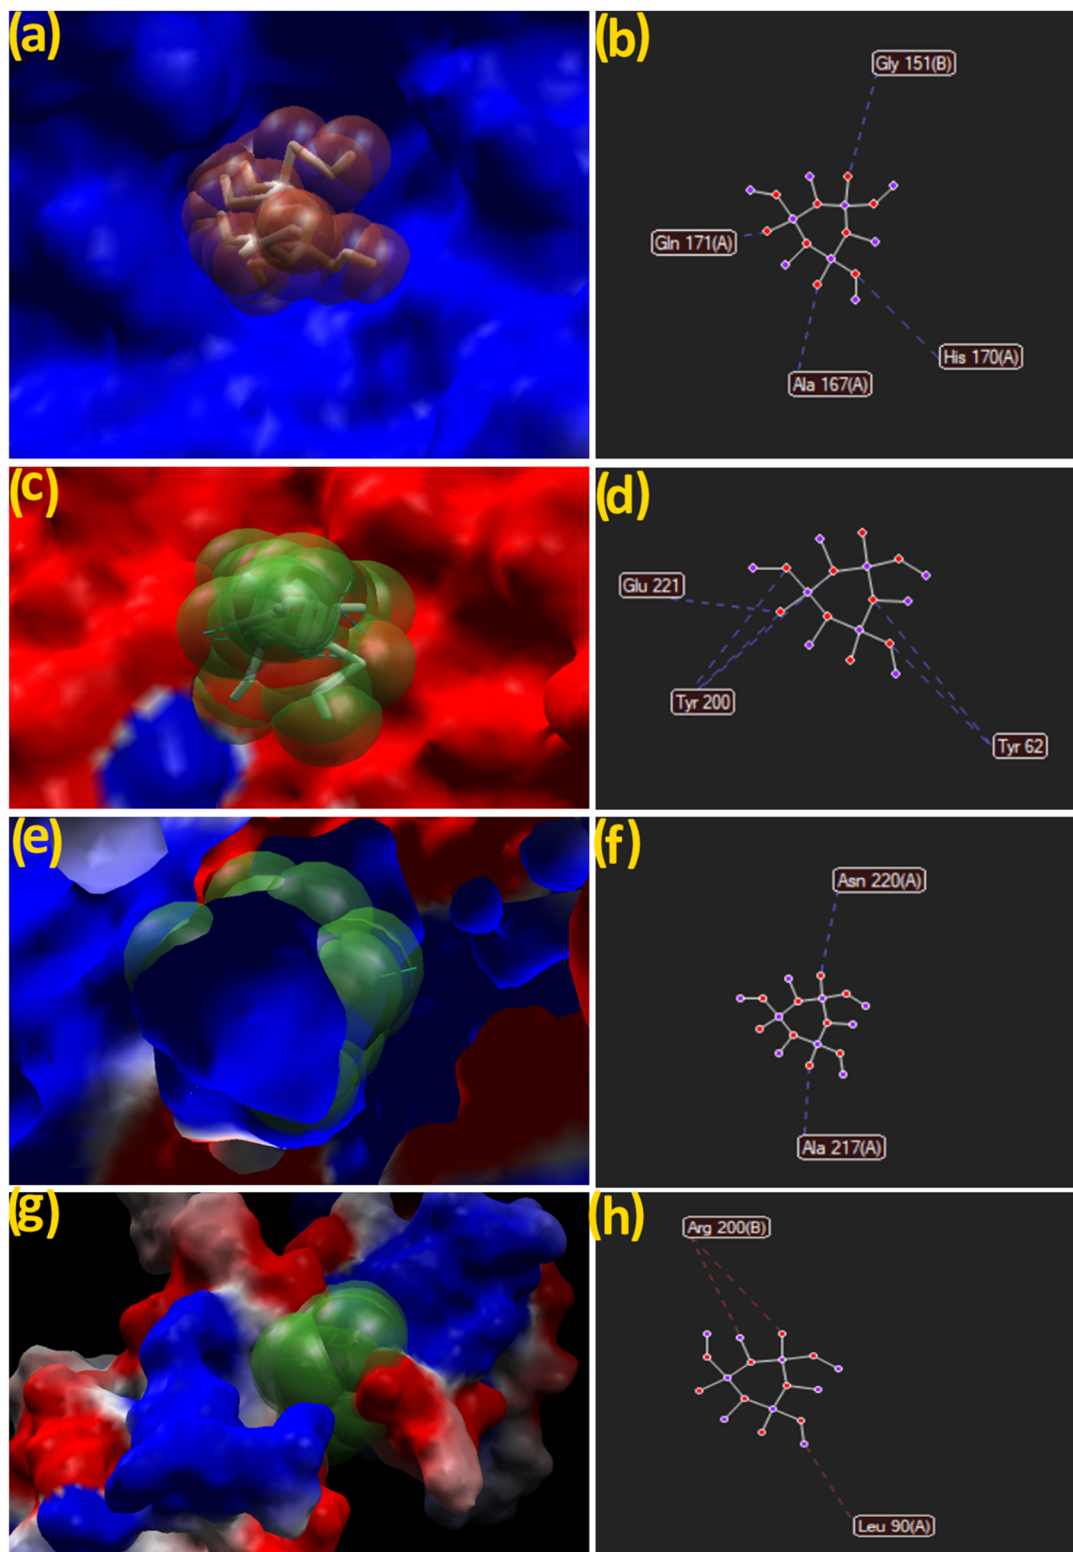 (a)
(b)
Gly 151(B)
Gln 171(A)
His 170(A)
Ala 167(A)
(c)
(d)
Glu 221
Tyr 200
Tyr 62
(e)
(f)
Asn 220(A)
Ala 217(A)
(g)
(h)
Arg 200(B)
Leu 90(A)